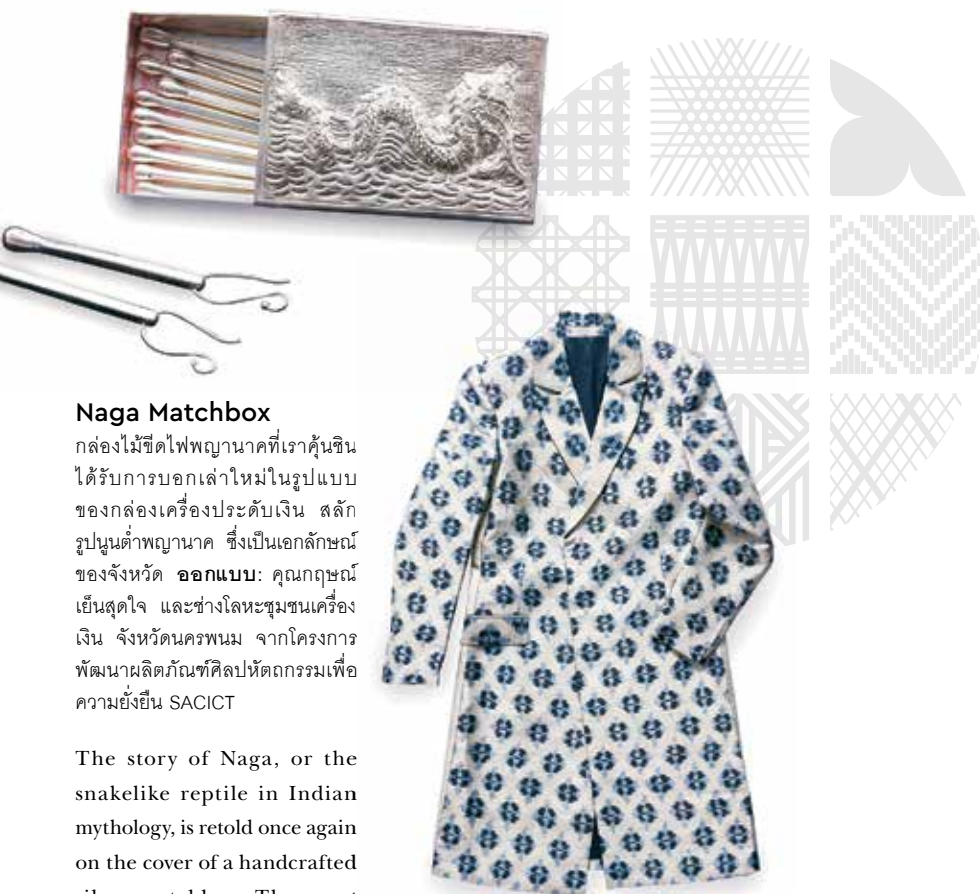 Naga Matchbox
กล่องไม้ขีดไฟพญานาคที่เราคุ้นชิน
ได้รับการบอกเล่าใหม่ในรูปแบบ
ของกล่องเครื่องประดับเงิน สลัก
รูปนูนต่ำพญานาค ซึ่งเป็นเอกลักษณ์
ของจังหวัด ออกแบบ: คุณกฤษณ์
เย็นสุดใจ และช่างโลหะชุมชนเครื่อง
เงิน จังหวัดนครพนม จากโครงการ
พัฒนาผลิตภัณฑ์ศิลปหัตถกรรมเพื่อ
ความยั่งยืน SACICT
The story of Naga, or the
snakelike reptile in Indian
mythology, is retold once again
on the cover of a handcrafted